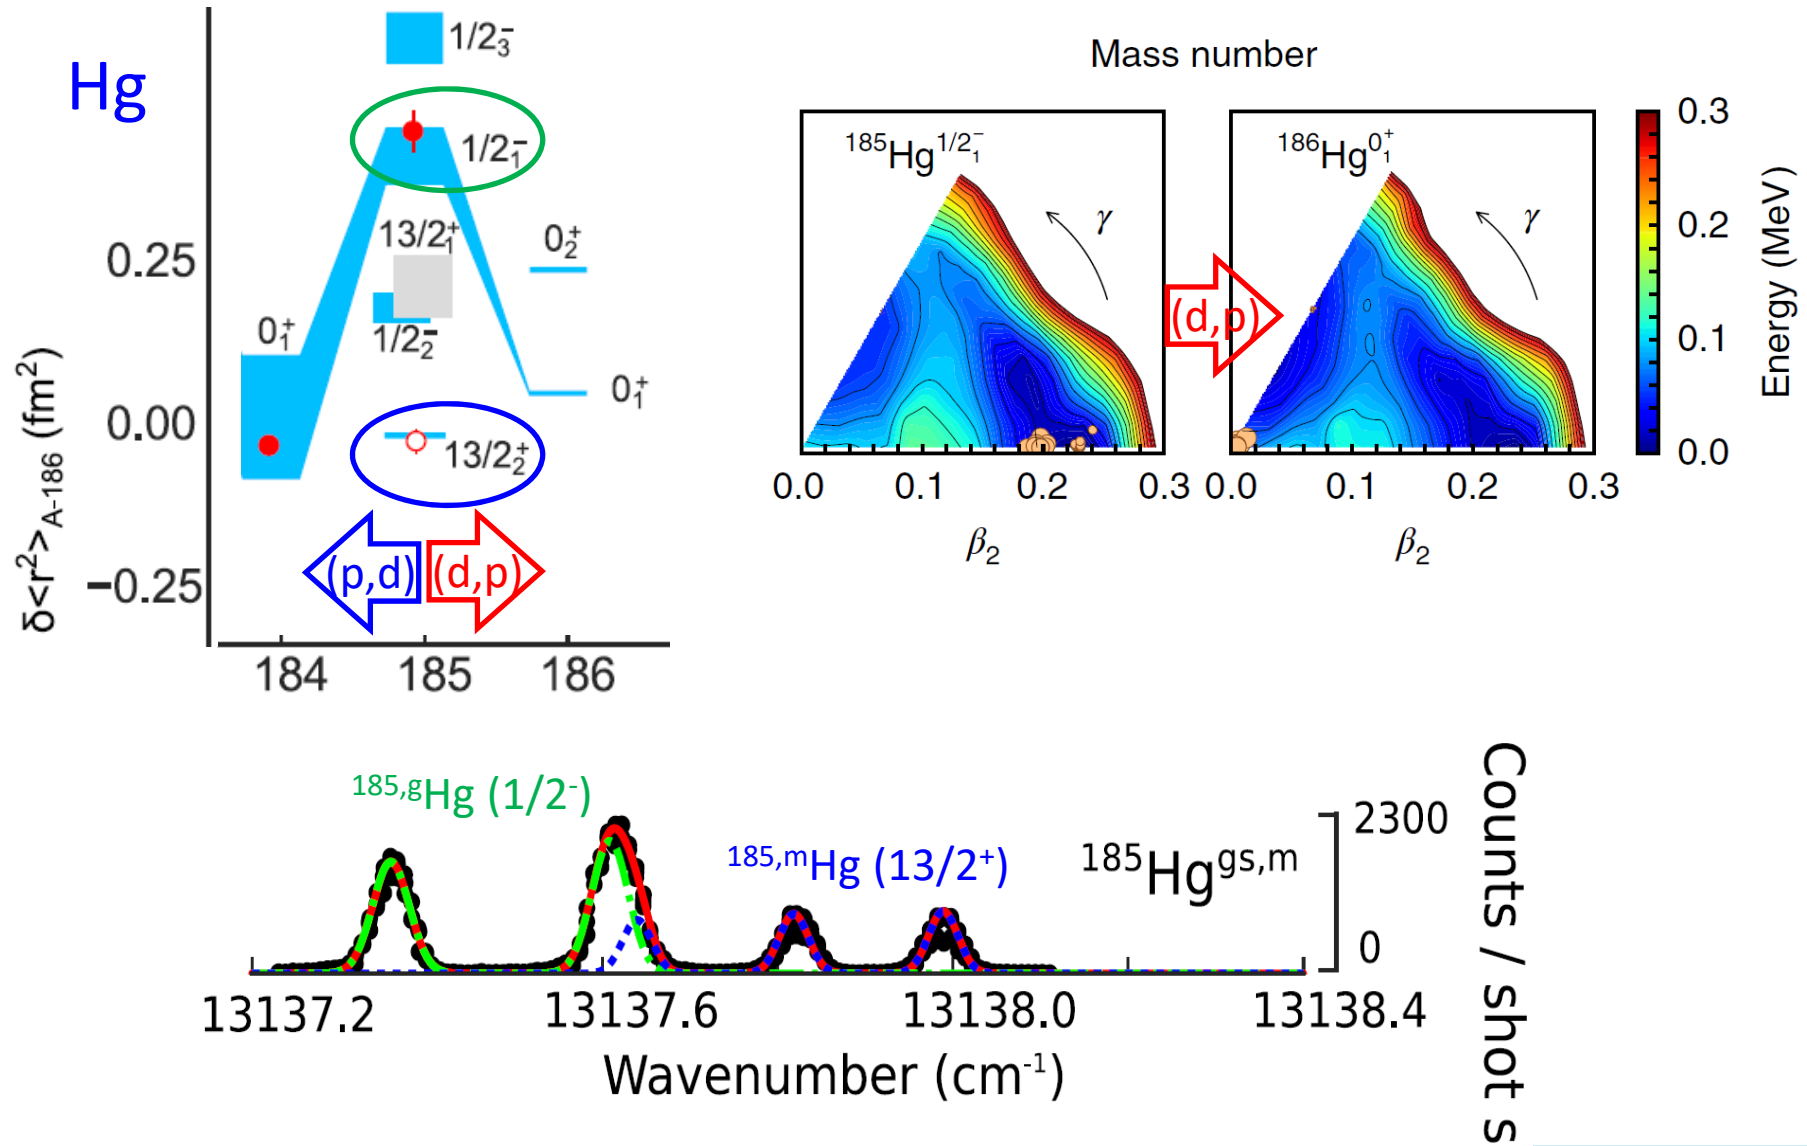 Hg
δ<r²>A-186 (fm²)
0.25
0.00
−0.25
184 185 186
1/2₃⁻
1/2₁⁻
13/2₁⁺
0₂⁺
0₁⁺
1/2₂⁻
0₁⁺
13/2₂⁺
(p,d) (d,p)
Mass number
¹⁸⁵Hg^1/2₁⁻
γ
(d,p)
¹⁸⁶Hg^0₁⁺
γ
0.0 0.1 0.2 0.3
β₂
0.0 0.1 0.2 0.3
β₂
0.3
0.2
0.1
0.0
Energy (MeV)
¹⁸⁵,ᵍHg (1/2⁻)
¹⁸⁵,ᵐHg (13/2⁺)
¹⁸⁵Hgᵍˢ,ᵐ
2300
0
Counts / shot s
13137.2 13137.6 13138.0 13138.4
Wavenumber (cm⁻¹)